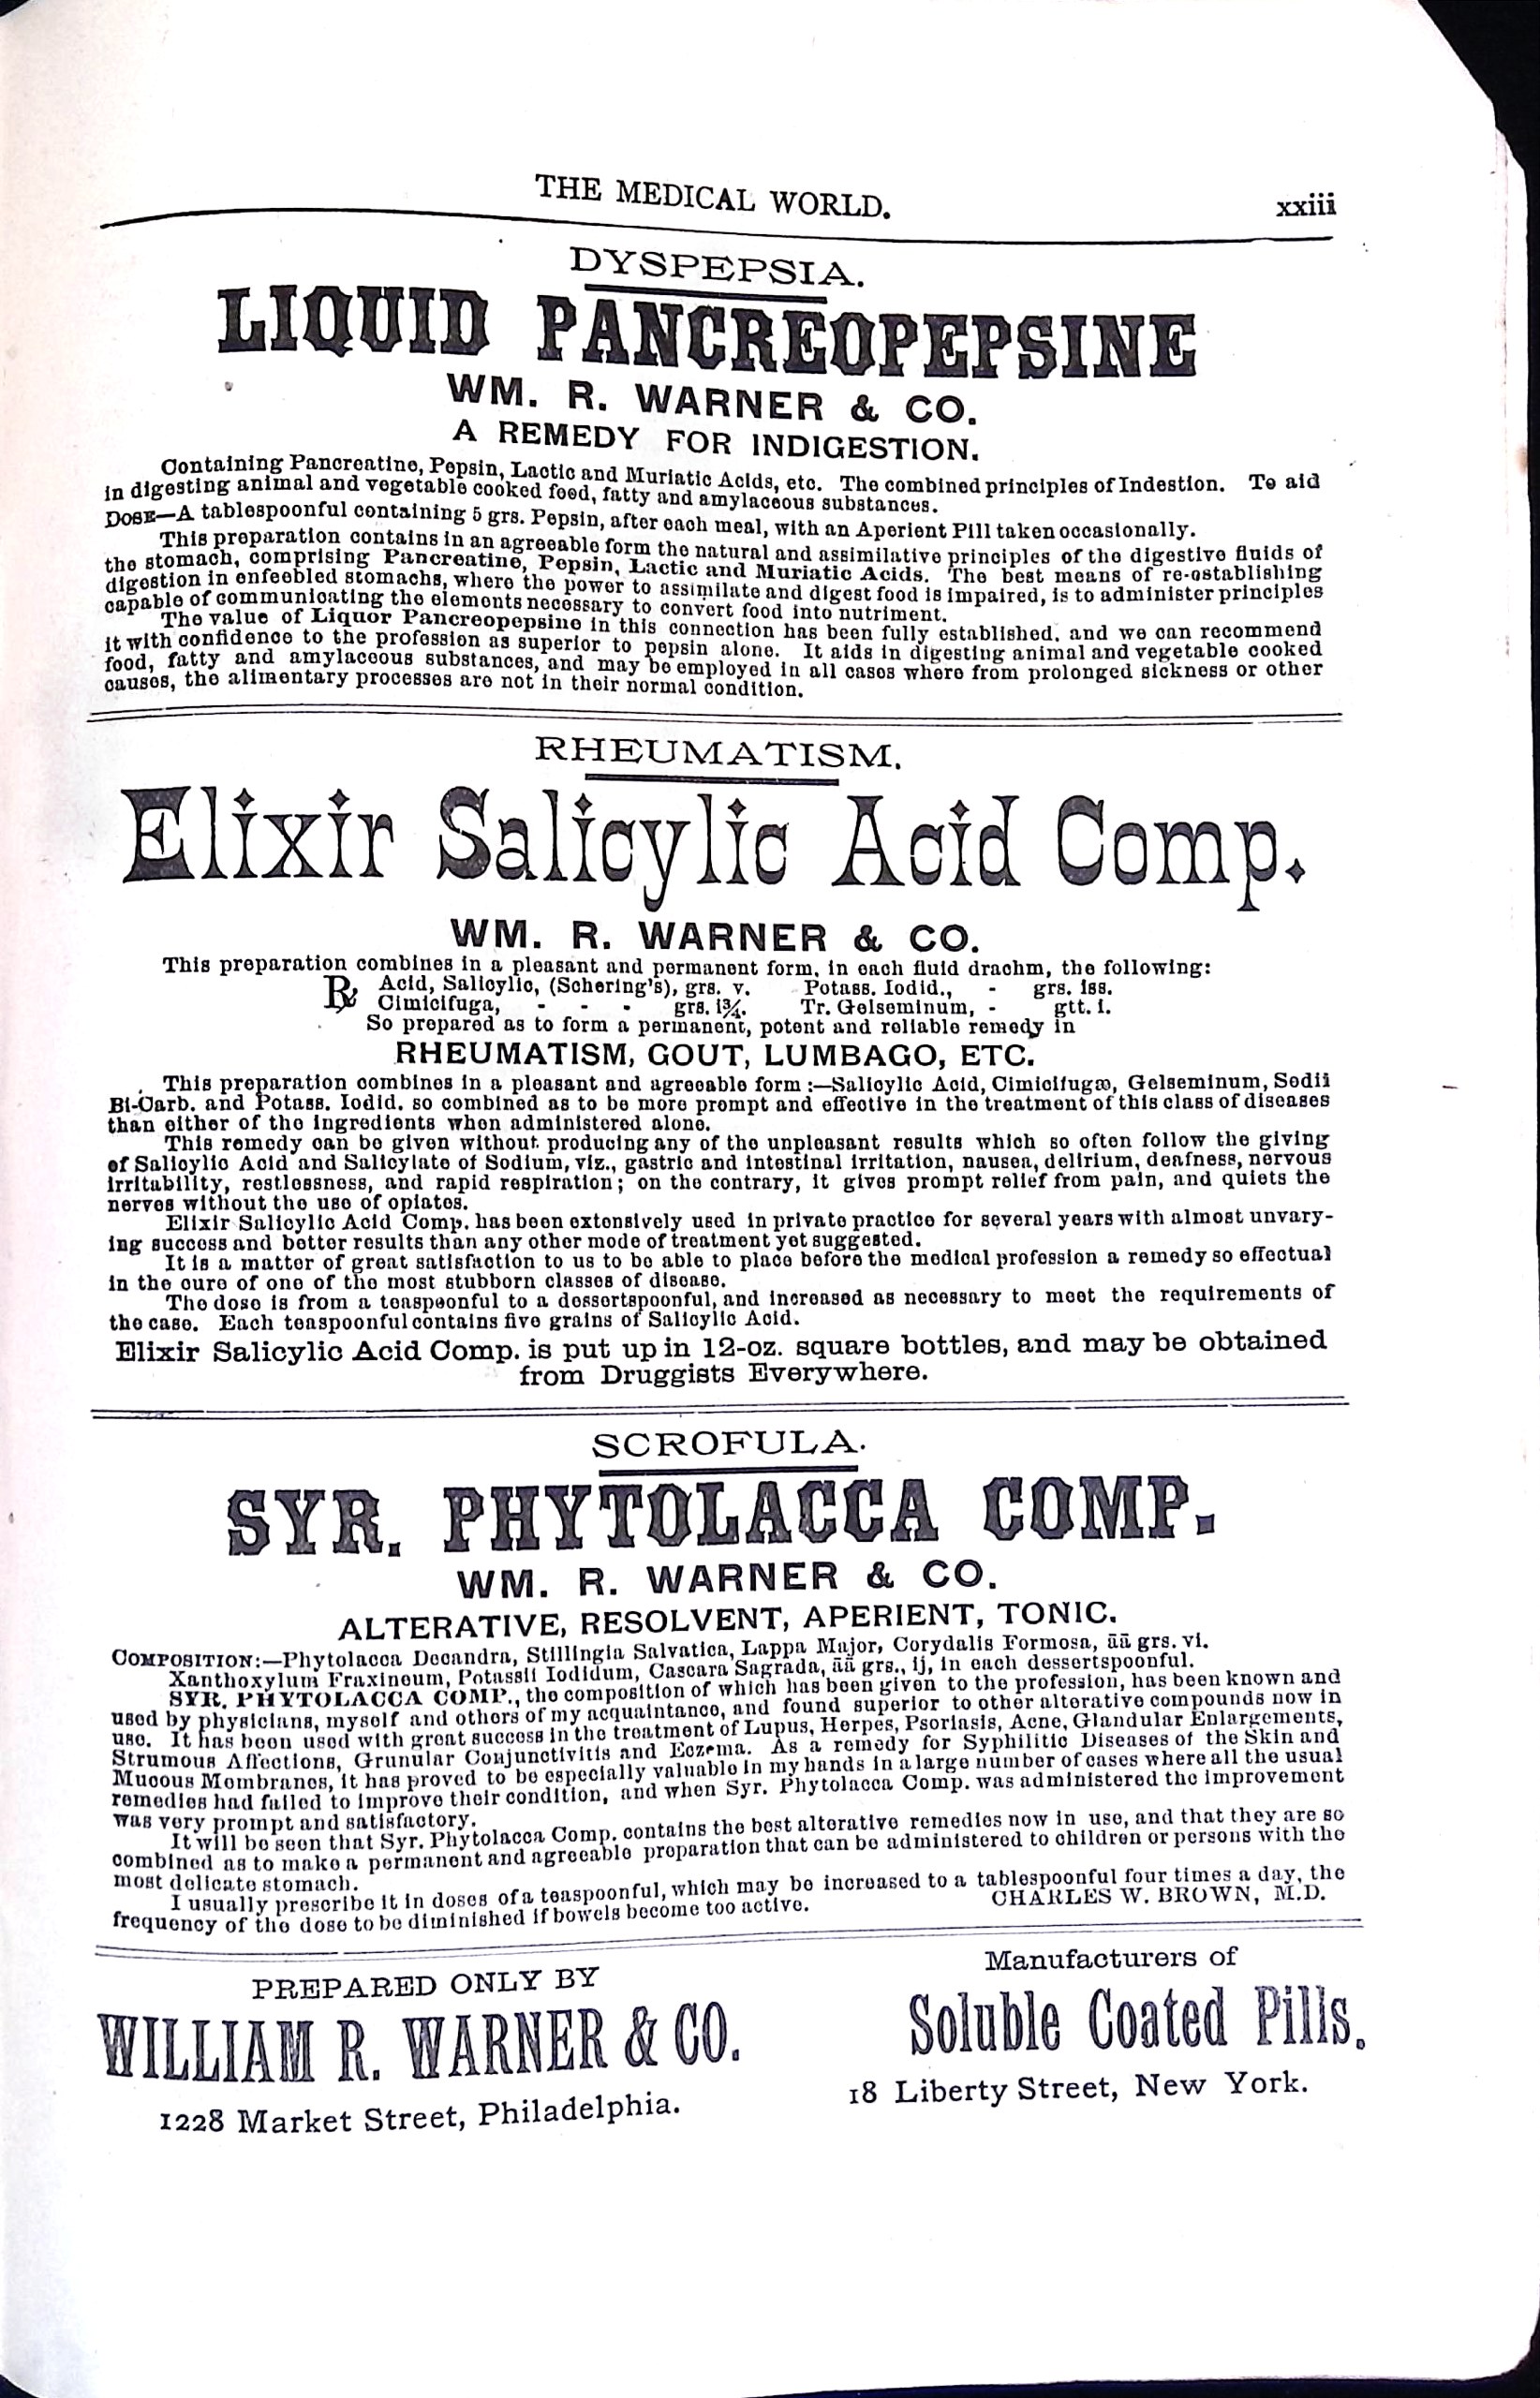 THE MEDICAL WORLD. xxiii
DYSPEPSIA.
LIQUID PANCREOPEPSINE
WM. R. WARNER & CO.
A REMEDY FOR INDIGESTION.
Containing Pancreatine, Pepsin, Lactic and Muriatic Acids, etc. The combined principles of Indestion. To aid
in digesting animal and vegetable cooked food, fatty and amylaceous substances.
DOSE—A tablespoonful containing 5 grs. Pepsin, after each meal, with an Aperient Pill taken occasionally.
This preparation contains in an agreeable form the natural and assimilative principles of the digestive fluids of
the stomach, comprising Pancreatine, Pepsin, Lactic and Muriatic Acids. The best means of re-establishing
digestion in enfeebled stomachs, where the power to assimilate and digest food is impaired, is to administer principles
capable of communicating the elements necessary to convert food into nutriment.
The value of Liquor Pancreopepsine in this connection has been fully established, and we can recommend
it with confidence to the profession as superior to pepsin alone. It aids in digesting animal and vegetable cooked
food, fatty and amylaceous substances, and may be employed in all cases where from prolonged sickness or other
causes, the alimentary processes are not in their normal condition.
RHEUMATISM.
Elixir Salicylic Acid Comp.
WM. R. WARNER & CO.
This preparation combines in a pleasant and permanent form, in each fluid drachm, the following:
℞ Acid, Salicylic, (Schering's), grs. v. Potass. Iodid., - grs. iss.
Cimicifuga, - - - grs. i¾. Tr. Gelseminum, - gtt. i.
So prepared as to form a permanent, potent and reliable remedy in
RHEUMATISM, GOUT, LUMBAGO, ETC.
This preparation combines in a pleasant and agreeable form :—Salicylic Acid, Cimicifugæ, Gelseminum, Sodii
Bi-Carb. and Potass. Iodid. so combined as to be more prompt and effective in the treatment of this class of diseases
than either of the ingredients when administered alone.
This remedy can be given without producing any of the unpleasant results which so often follow the giving
of Salicylic Acid and Salicylate of Sodium, viz., gastric and intestinal irritation, nausea, delirium, deafness, nervous
irritability, restlessness, and rapid respiration; on the contrary, it gives prompt relief from pain, and quiets the
nerves without the use of opiates.
Elixir Salicylic Acid Comp. has been extensively used in private practice for several years with almost unvary-
ing success and better results than any other mode of treatment yet suggested.
It is a matter of great satisfaction to us to be able to place before the medical profession a remedy so effectual
in the cure of one of the most stubborn classes of disease.
The dose is from a teaspoonful to a dessertspoonful, and increased as necessary to meet the requirements of
the case. Each teaspoonful contains five grains of Salicylic Acid.
Elixir Salicylic Acid Comp. is put up in 12-oz. square bottles, and may be obtained
from Druggists Everywhere.
SCROFULA.
SYR. PHYTOLACCA COMP.
WM. R. WARNER & CO.
ALTERATIVE, RESOLVENT, APERIENT, TONIC.
COMPOSITION:—Phytolacca Decandra, Stillingia Salvatica, Lappa Major, Corydalis Formosa, āā grs. vi.
Xanthoxylum Fraxineum, Potassii Iodidum, Cascara Sagrada, āā grs., ij, in each dessertspoonful.
SYR. PHYTOLACCA COMP., the composition of which has been given to the profession, has been known and
used by physicians, myself and others of my acquaintance, and found superior to other alterative compounds now in
use. It has been used with great success in the treatment of Lupus, Herpes, Psoriasis, Acne, Glandular Enlargements,
Strumous Affections, Grunular Conjunctivitis and Eczema. As a remedy for Syphilitic Diseases of the Skin and
Mucous Membranes, it has proved to be especially valuable in my hands in a large number of cases where all the usual
remedies had failed to improve their condition, and when Syr. Phytolacca Comp. was administered the improvement
was very prompt and satisfactory.
It will be seen that Syr. Phytolacca Comp. contains the best alterative remedies now in use, and that they are so
combined as to make a permanent and agreeable preparation that can be administered to children or persons with the
most delicate stomach.
I usually prescribe it in doses of a teaspoonful, which may be increased to a tablespoonful four times a day, the
frequency of the dose to be diminished if bowels become too active. CHARLES W. BROWN, M.D.
PREPARED ONLY BY
WILLIAM R. WARNER & CO.
1228 Market Street, Philadelphia.
Manufacturers of
Soluble Coated Pills.
18 Liberty Street, New York.